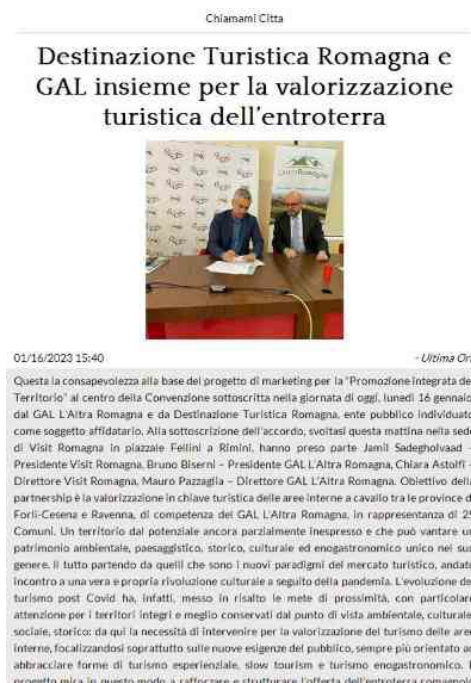 Chiamami Citta
Destinazione Turistica Romagna e
GAL insieme per la valorizzazione
turistica dell'entroterra
01/16/2023 15:40
- Ultima Or
Questa la consapevolezza alla base del progetto di marketing per la "Promozione integrata de
Territorio" al centro della Convenzione sottoscritta nella giornata di oggi, lunedì 16 gennaio
dal GAL L'Altra Romagna e da Destinazione Turistica Romagna, ente pubblico individuato
come soggetto affidatario. Alla sottoscrizione dell'accordo, svoltasi questa mattina nella sede
di Visit Romagna in piazzale Fellini a Rimini, hanno preso parte Jamil Sadegholvaad -
Presidente Visit Romagna, Bruno Biserni – Presidente GAL L'Altra Romagna, Chiara Astolfi –
Direttore Visit Romagna, Mauro Pazzaglia – Direttore GAL L'Altra Romagna. Obiettivo della
partnership è la valorizzazione in chiave turistica delle aree interne a cavallo tra le province d
Forlì-Cesena e Ravenna, di competenza del GAL L'Altra Romagna, in rappresentanza di 25
Comuni. Un territorio dal potenziale ancora parzialmente inespresso e che può vantare un
patrimonio ambientale, paesaggistico, storico, culturale ed enogastronomico unico nel suo
genere. Il tutto partendo da quelli che sono i nuovi paradigmi del mercato turistico, andato
incontro a una vera e propria rivoluzione culturale a seguito della pandemia. L'evoluzione de
turismo post Covid ha, infatti, messo in risalto le mete di prossimità, con particolare
attenzione per i territori integri e meglio conservati dal punto di vista ambientale, culturale
sociale, storico: da qui la necessità di intervenire per la valorizzazione del turismo delle aree
interne, focalizzandosi soprattutto sulle nuove esigenze del pubblico, sempre più orientato ad
abbracciare forme di turismo esperienziale, slow tourism e turismo enogastronomico. I
progetto mira in questo modo a rafforzare e strutturare l'offerta dell'entroterra romagnolo